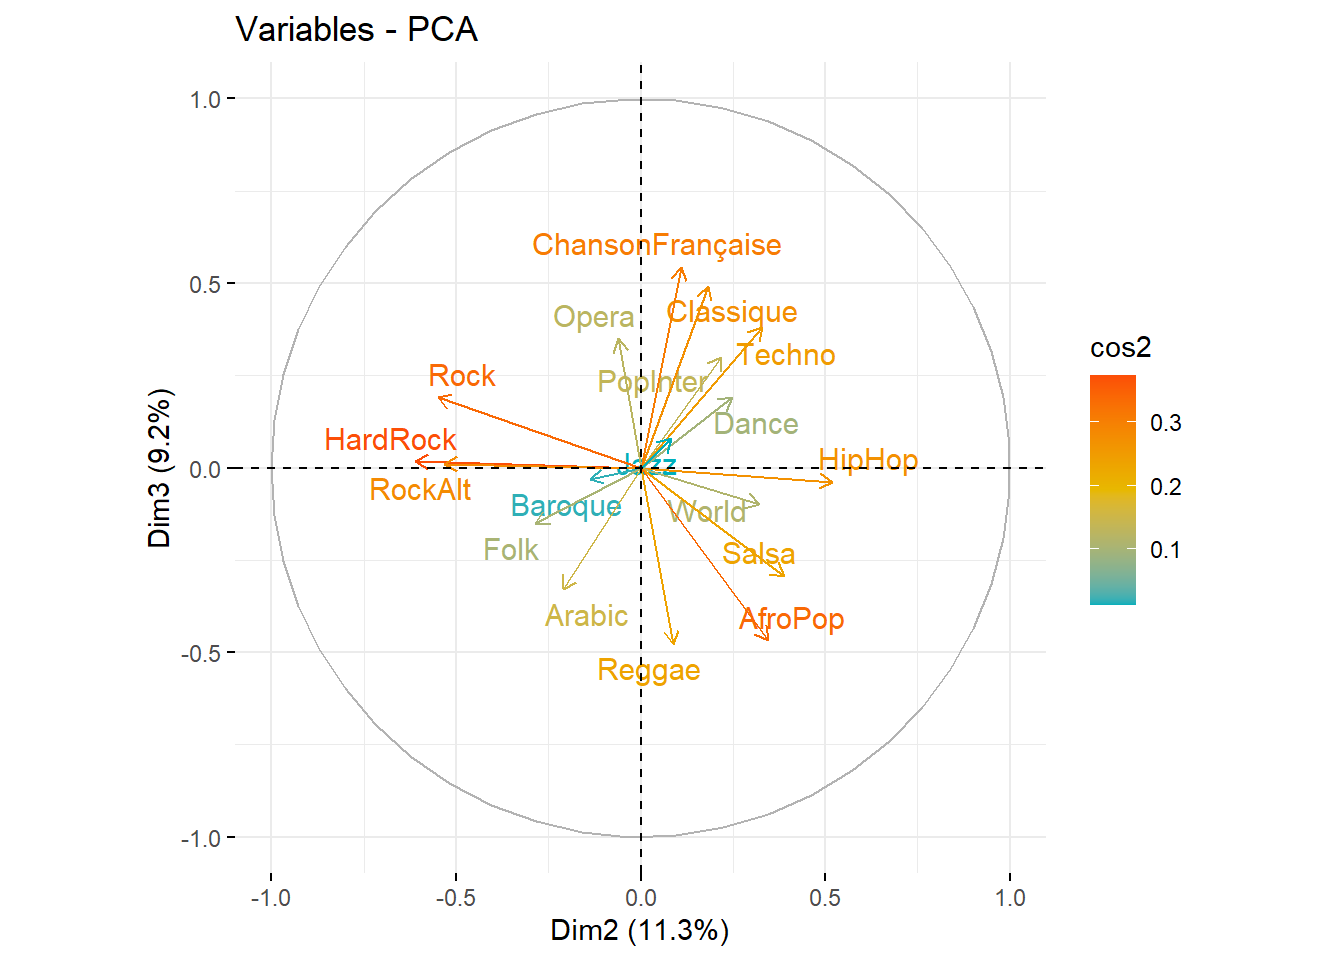 Variables - PCA
1.0
0.5
0.0
-0.5
-1.0
Dim3 (9.2%)
ChansonFrançaise
Classique
Opera
Techno
PopInter
Rock
Dance
HardRock
HipHop
Jazz
RockAlt
Baroque
World
Folk
Salsa
Arabic
AfroPop
Reggae
-1.0
-0.5
0.0
0.5
1.0
Dim2 (11.3%)
cos2
0.3
0.2
0.1